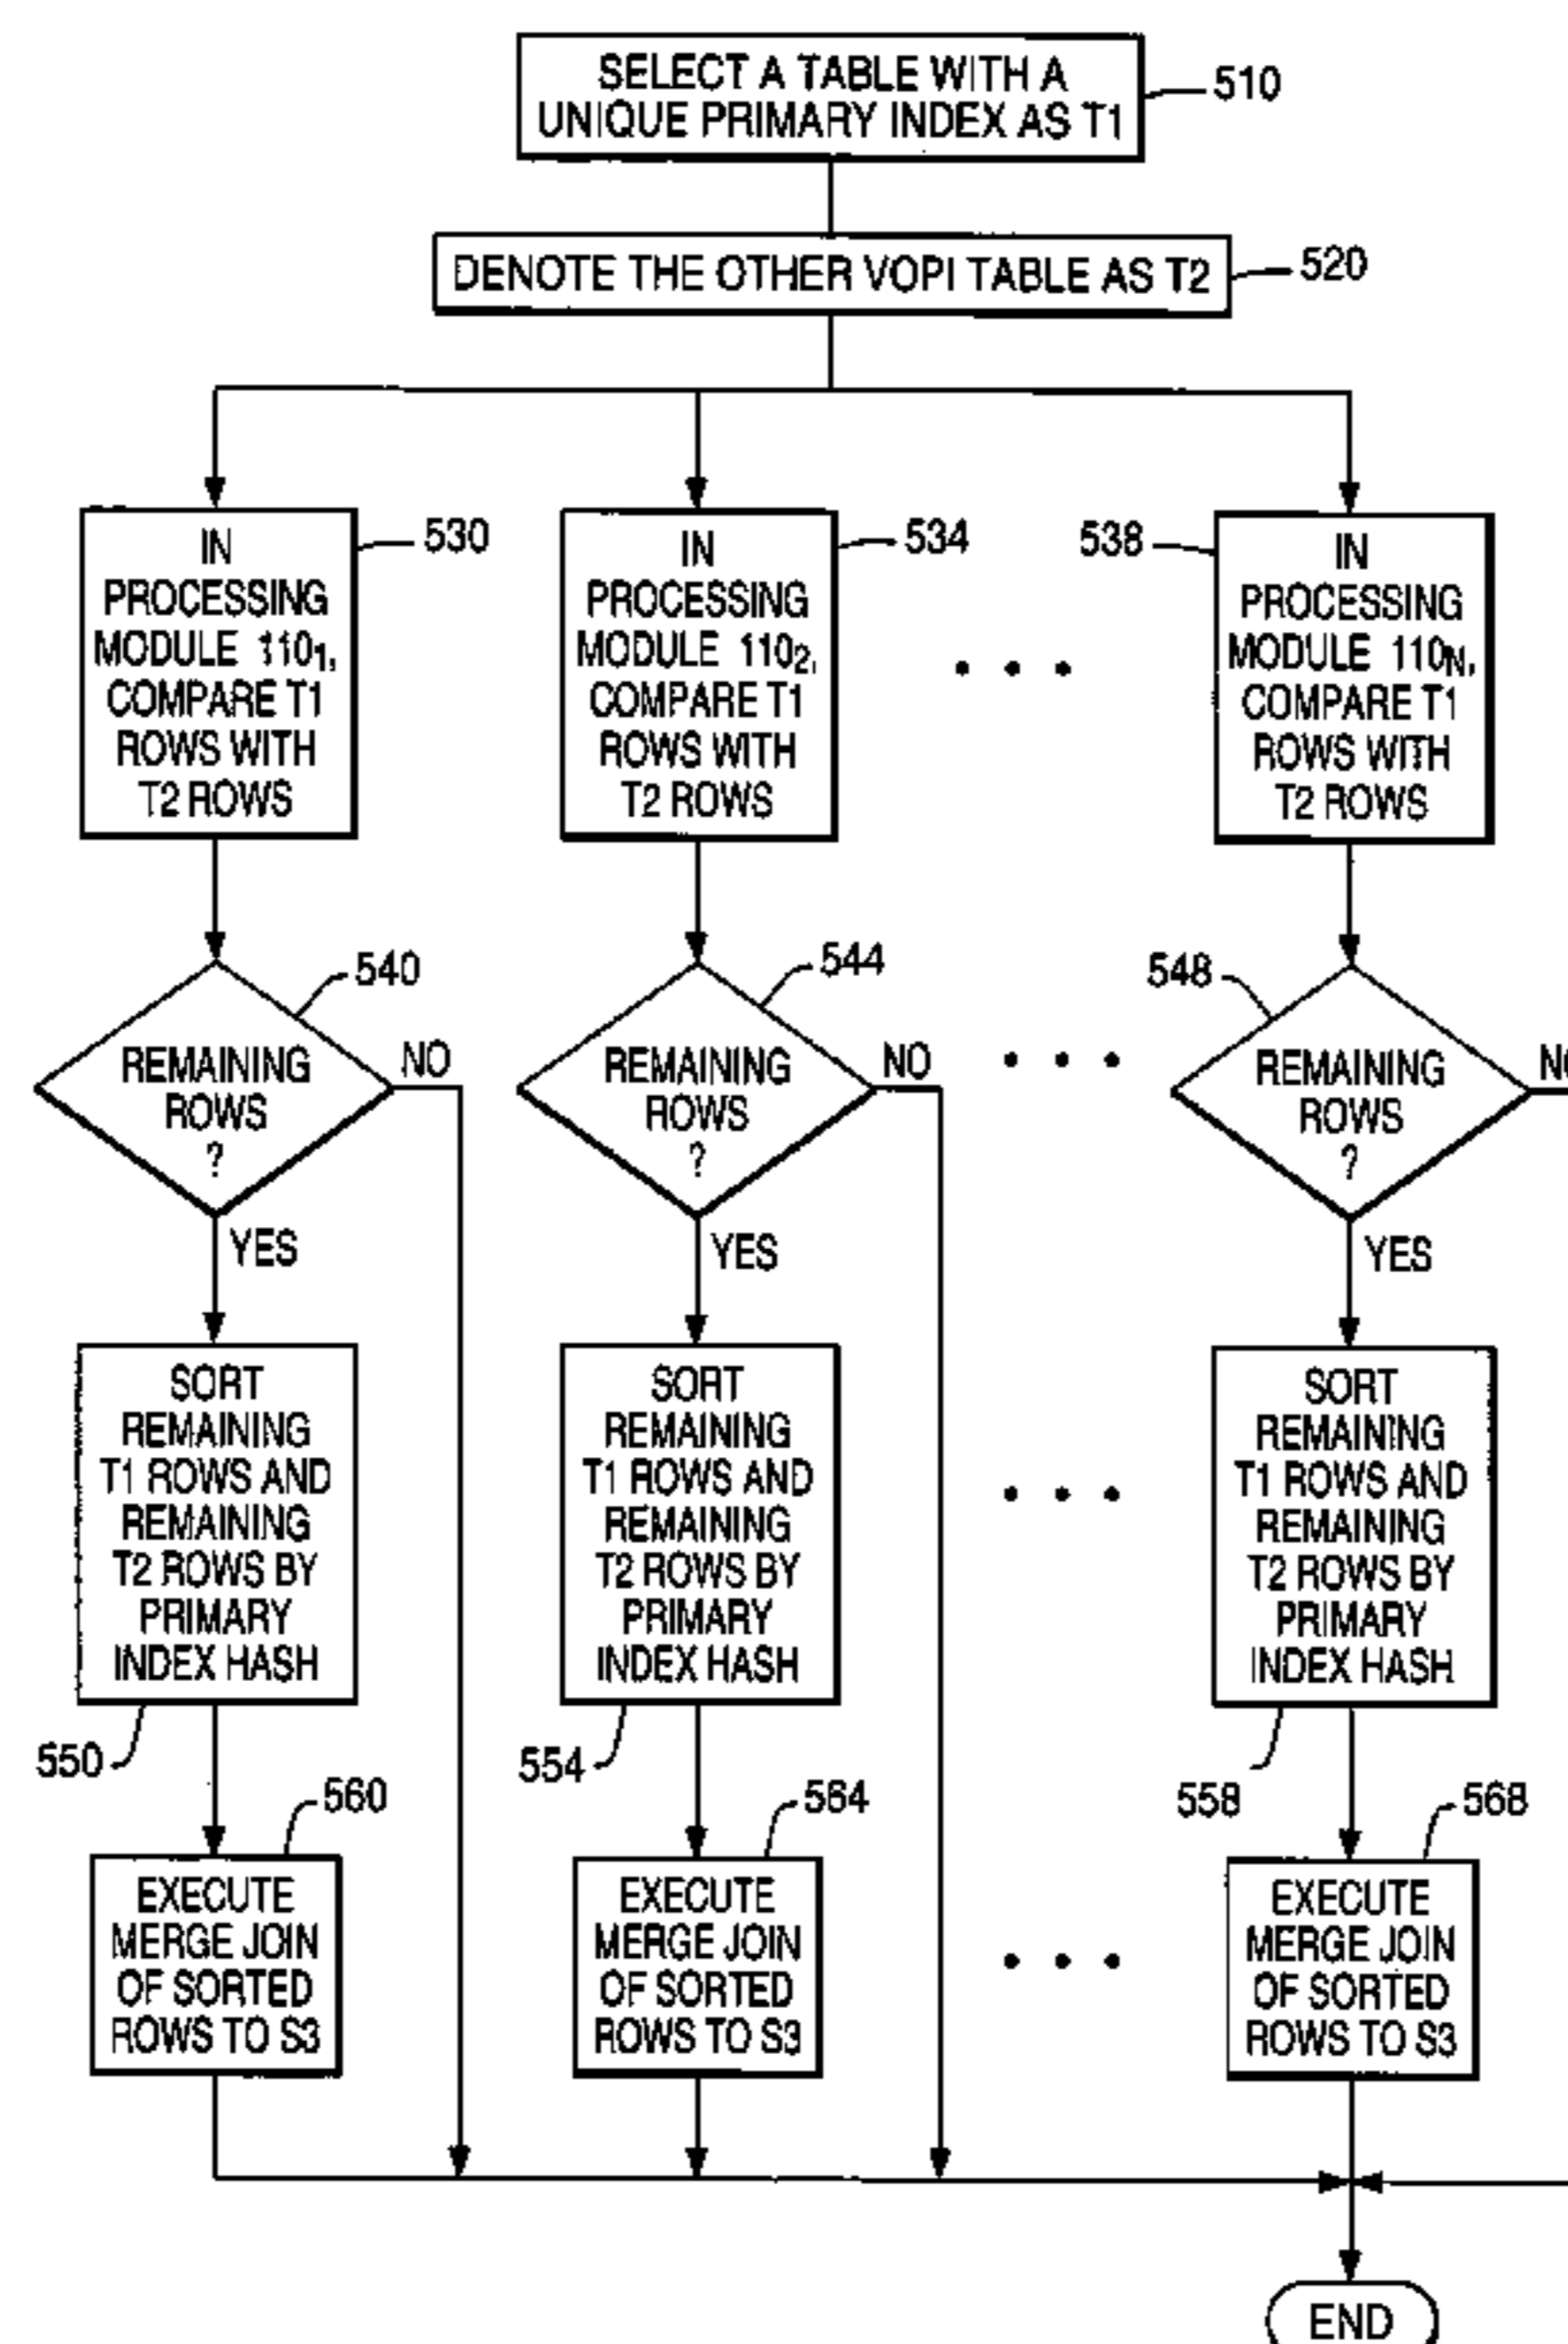 SELECT A TABLE WITH A
UNIQUE PRIMARY INDEX AS T1
510
DENOTE THE OTHER VOPI TABLE AS T2
520
IN
PROCESSING
MODULE 110₁,
COMPARE T1
ROWS WITH
T2 ROWS
530
IN
PROCESSING
MODULE 110₂,
COMPARE T1
ROWS WITH
T2 ROWS
534
• • •
538
IN
PROCESSING
MODULE 110N,
COMPARE T1
ROWS WITH
T2 ROWS
540
REMAINING
ROWS
?
NO
YES
544
REMAINING
ROWS
?
NO
YES
• • •
548
REMAINING
ROWS
?
YES
SORT
REMAINING
T1 ROWS AND
REMAINING
T2 ROWS BY
PRIMARY
INDEX HASH
550
SORT
REMAINING
T1 ROWS AND
REMAINING
T2 ROWS BY
PRIMARY
INDEX HASH
554
• • •
SORT
REMAINING
T1 ROWS AND
REMAINING
T2 ROWS BY
PRIMARY
INDEX HASH
558
560
EXECUTE
MERGE JOIN
OF SORTED
ROWS TO S3
564
EXECUTE
MERGE JOIN
OF SORTED
ROWS TO S3
• • •
568
EXECUTE
MERGE JOIN
OF SORTED
ROWS TO S3
END